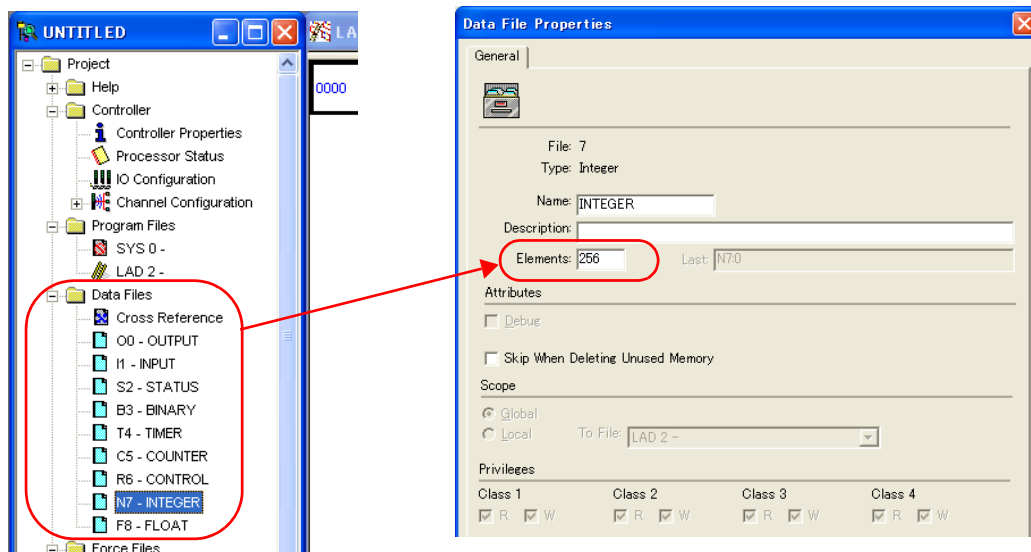 UNTITLED
Project
Help
Controller
Controller Properties
Processor Status
IO Configuration
Channel Configuration
Program Files
SYS 0 -
LAD 2 -
Data Files
Cross Reference
O0 - OUTPUT
I1 - INPUT
S2 - STATUS
B3 - BINARY
T4 - TIMER
C5 - COUNTER
R6 - CONTROL
N7 - INTEGER
F8 - FLOAT
Force Files
LA
0000
Data File Properties
General
File: 7
Type: Integer
Name: INTEGER
Description:
Elements: 256 Last: N7:0
Attributes
Debug
Skip When Deleting Unused Memory
Scope
Global
Local To File: LAD 2 -
Privileges
Class 1 Class 2 Class 3 Class 4
R W R W R W R W